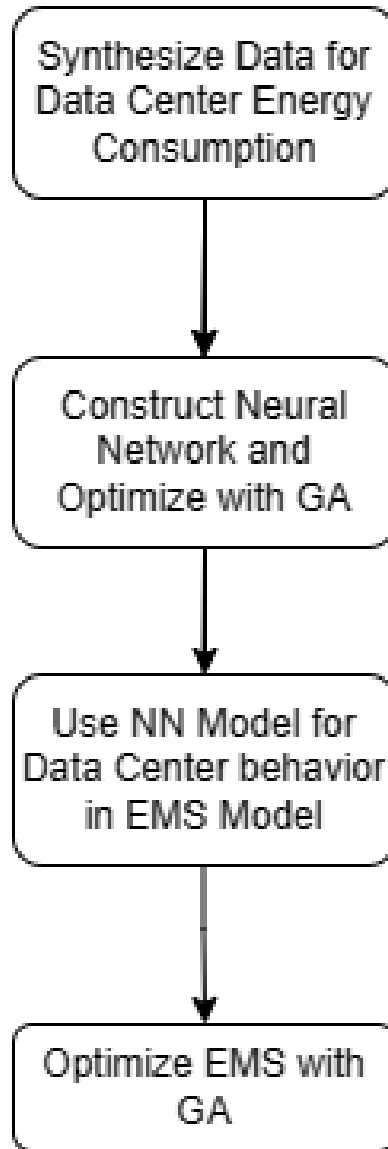 Synthesize Data for
Data Center Energy
Consumption
Construct Neural
Network and
Optimize with GA
Use NN Model for
Data Center behavior
in EMS Model
Optimize EMS with
GA